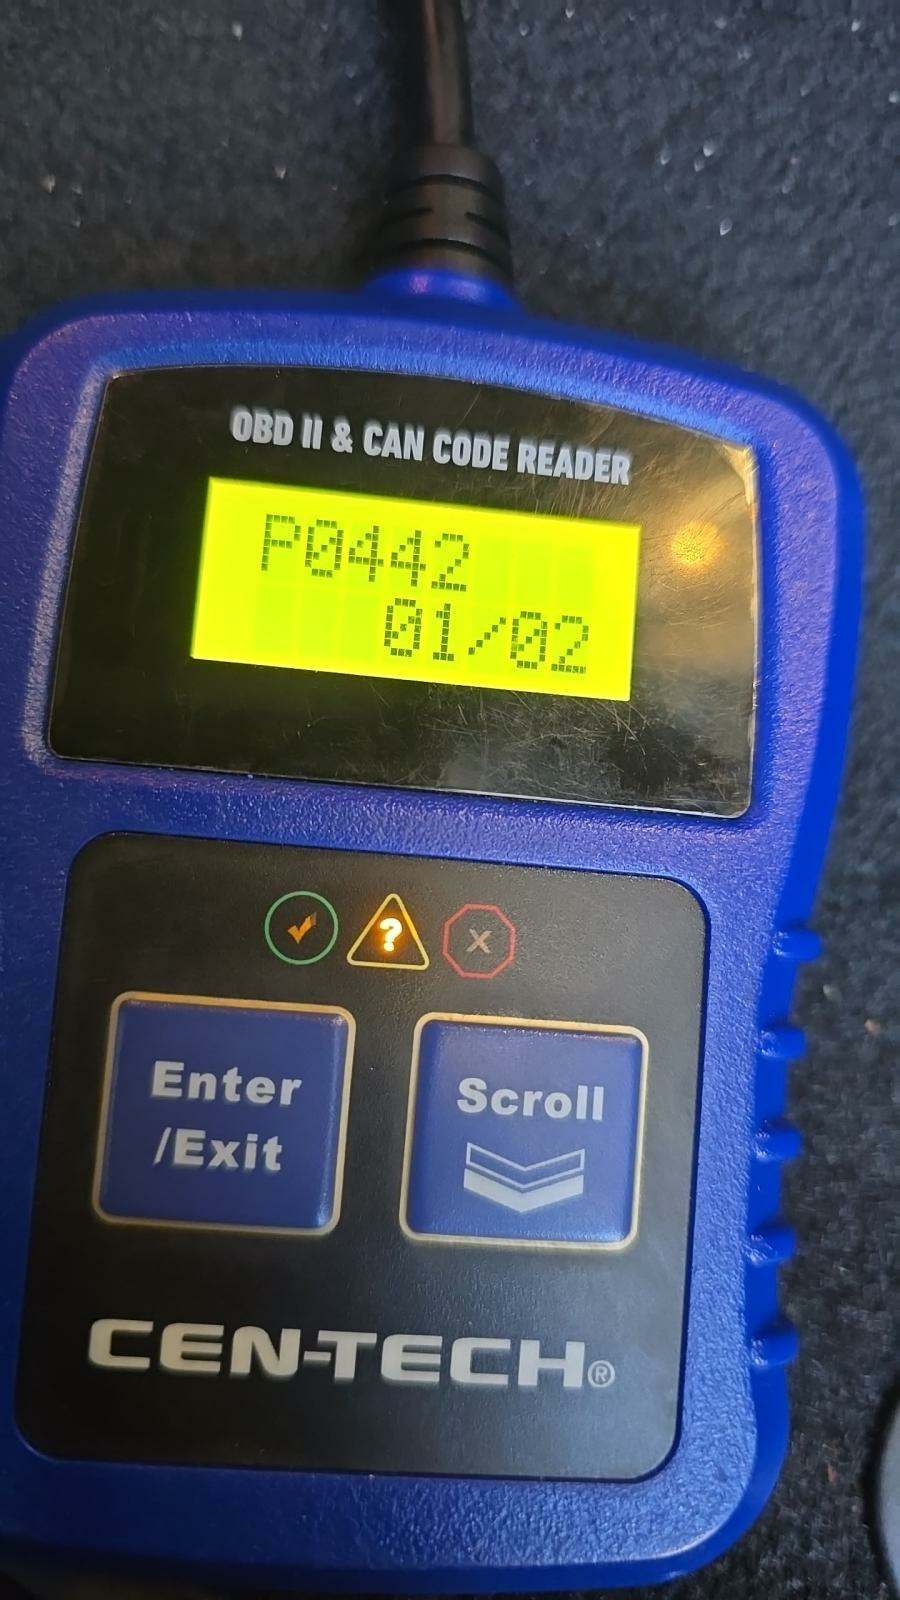 OBD II & CAN CODE READER
P0442
01/02
?
Enter
/Exit
Scroll
CEN-TECH®